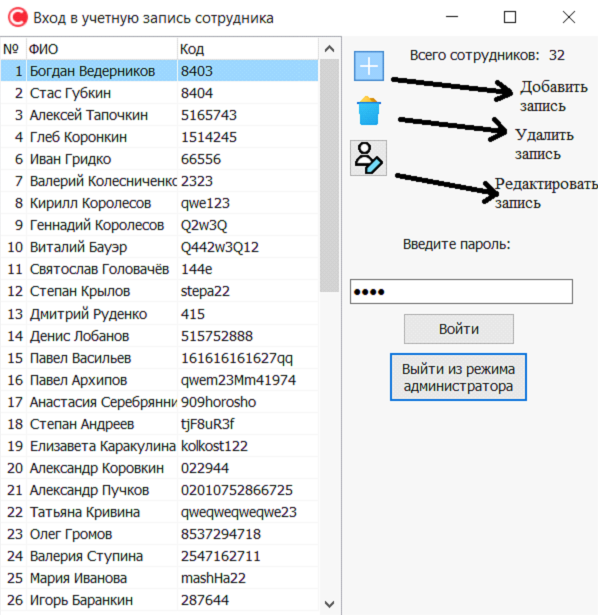 Вход в учетную запись сотрудника
№ ФИО Код
1 Богдан Ведерников 8403
2 Стас Губкин 8404
3 Алексей Тапочкин 5165743
4 Глеб Коронкин 1514245
6 Иван Гридко 66556
7 Валерий Колесниченко 2323
8 Кирилл Королесов qwe123
9 Геннадий Королесов Q2w3Q
10 Виталий Бауэр Q442w3Q12
11 Святослав Головачёв 144e
12 Степан Крылов stepa22
13 Дмитрий Руденко 415
14 Денис Лобанов 515752888
15 Павел Васильев 161616161627qq
16 Павел Архипов qwem23Mm41974
17 Анастасия Серебрянни 909horosho
18 Степан Андреев tjF8uR3f
19 Елизавета Каракулина kolkost122
20 Александр Коровкин 022944
21 Александр Пучков 02010752866725
22 Татьяна Кривина qweqweqweqwe23
23 Олег Громов 8537294718
24 Валерия Ступина 2547162711
25 Мария Иванова mashHa22
26 Игорь Баранкин 287644
Всего сотрудников: 32
Добавить
запись
Удалить
запись
Редактировать
запись
Введите пароль:
••••
Войти
Выйти из режима
администратора